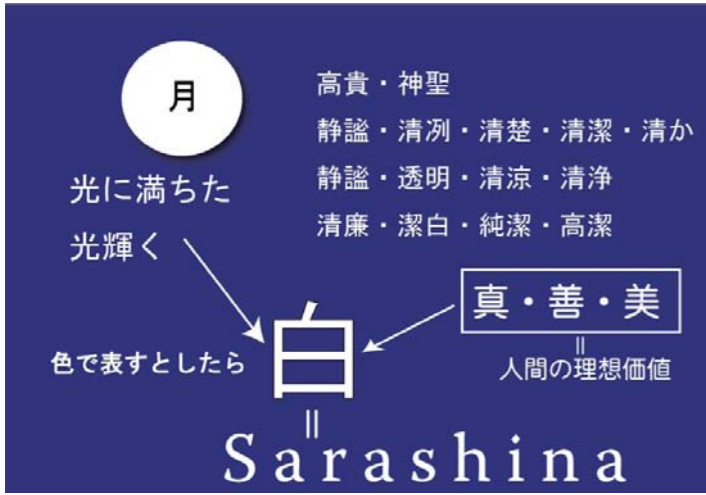 月
光に満ちた
光輝く
高貴・神聖
静謐・清冽・清楚・清潔・清か
静謐・透明・清涼・清浄
清廉・潔白・純潔・高潔
真・善・美
＝
人間の理想価値
色で表すとしたら
白
＝
Sarashina